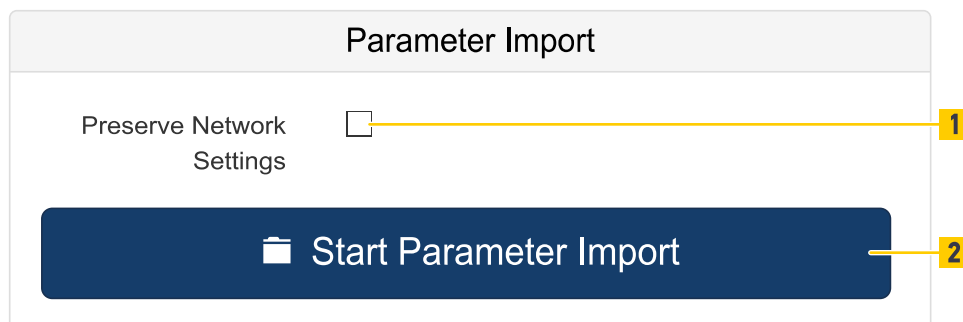 Parameter Import
Preserve Network
1
Settings
Start Parameter Import
2